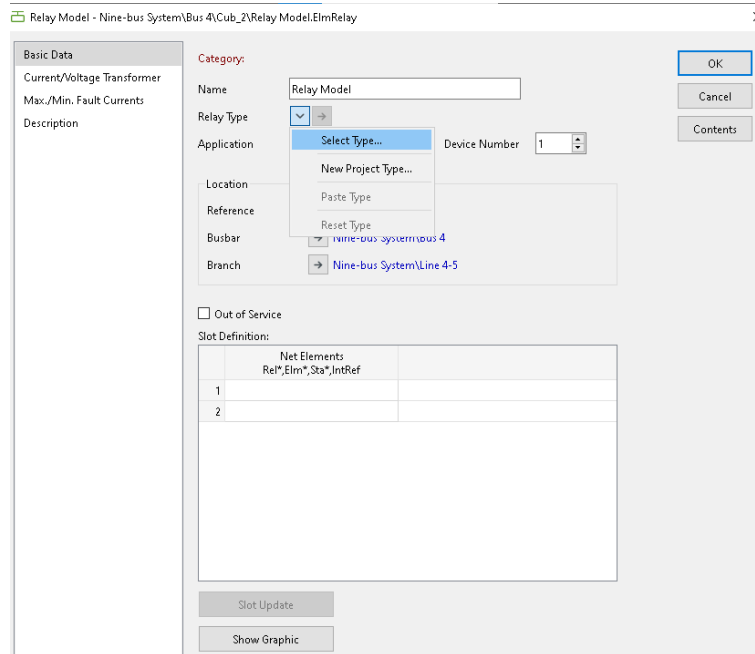 Relay Model - Nine-bus System\Bus 4\Cub_2\Relay Model.ElmRelay
Basic Data
Current/Voltage Transformer
Max./Min. Fault Currents
Description
Category:
Name
Relay Model
Relay Type
Select Type...
New Project Type...
Paste Type
Reset Type
Application
Device Number
1
Location
Reference
Busbar
Nine-bus System\Bus 4
Branch
Nine-bus System\Line 4-5
Out of Service
Slot Definition:
Net Elements
Rel*,Elm*,Sta*,IntRef
1
2
Slot Update
Show Graphic
OK
Cancel
Contents